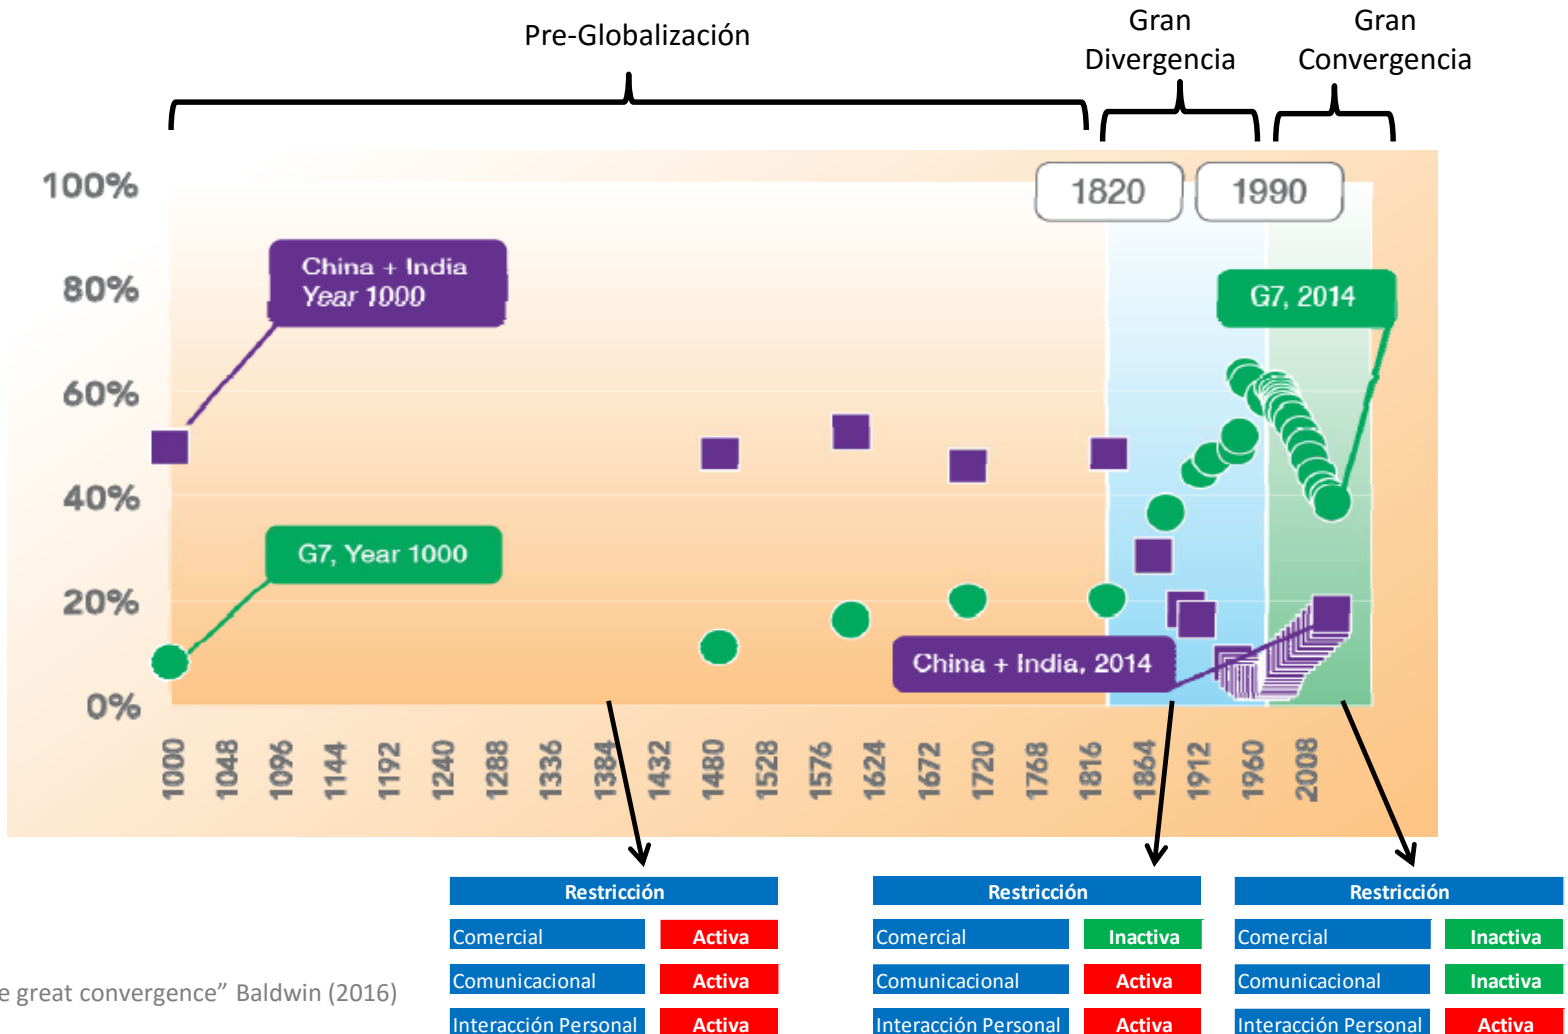 Pre-Globalización
Gran
Divergencia
Gran
Convergencia
100%
80%
60%
40%
20%
0%
1820
1990
China + India
Year 1000
G7, 2014
G7, Year 1000
China + India, 2014
1000
1048
1096
1144
1192
1240
1288
1336
1384
1432
1480
1528
1576
1624
1672
1720
1768
1816
1864
1912
1960
2008
Restricción
Comercial Activa
Comunicacional Activa
Interacción Personal Activa
Restricción
Comercial Inactiva
Comunicacional Activa
Interacción Personal Activa
Restricción
Comercial Inactiva
Comunicacional Inactiva
Interacción Personal Activa
e great convergence” Baldwin (2016)